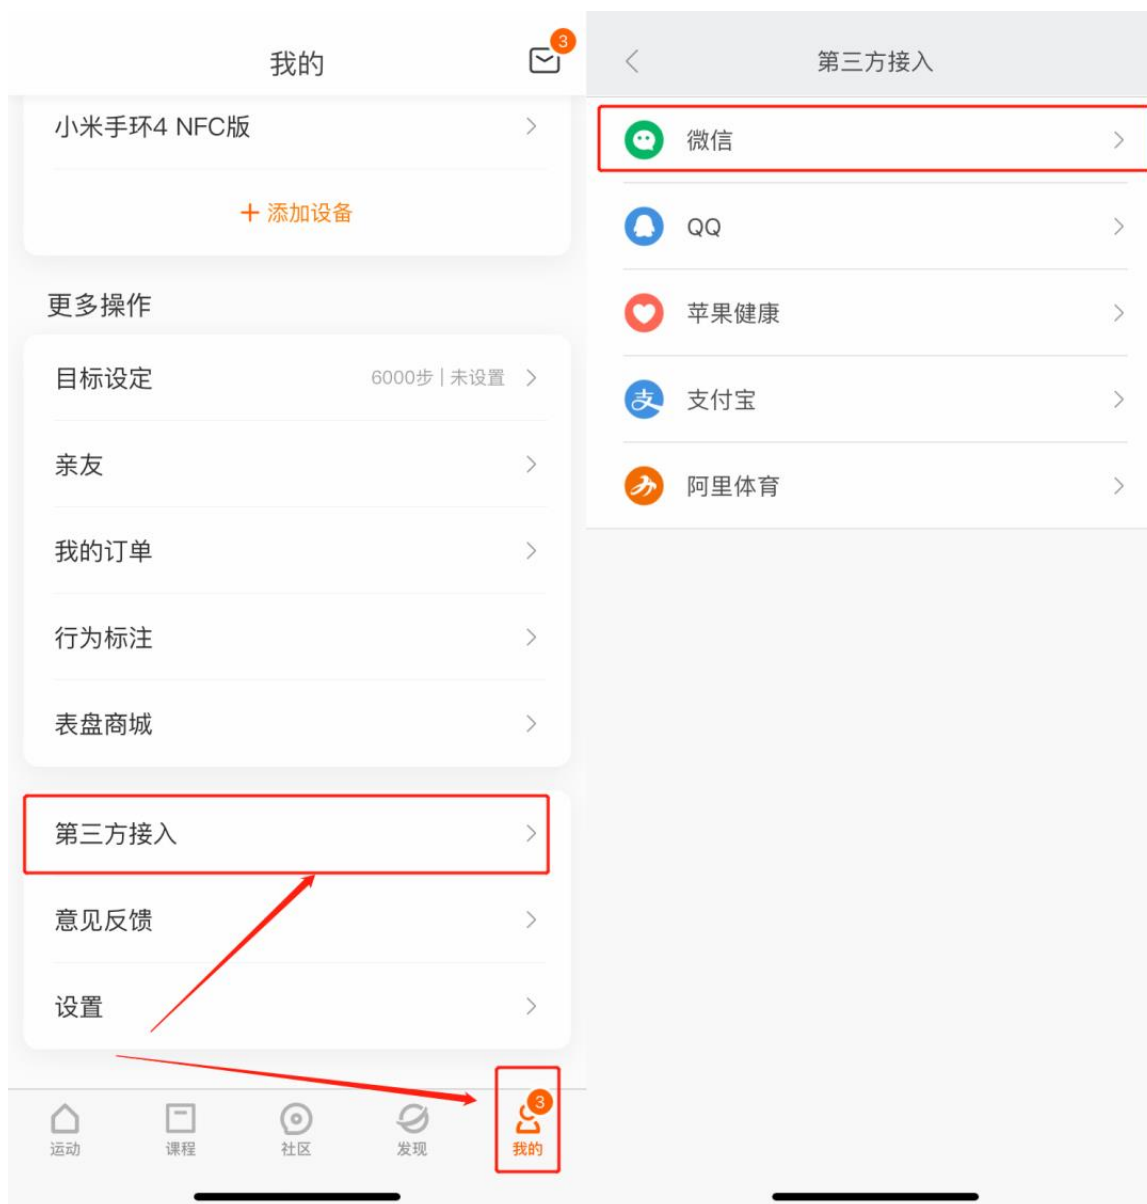 我的
3
小米手环4 NFC版
+ 添加设备
更多操作
目标设定 6000步 | 未设置
亲友
我的订单
行为标注
表盘商城
第三方接入
意见反馈
设置
运动 课程 社区 发现 3 我的
第三方接入
微信
QQ
苹果健康
支 支付宝
阿里体育